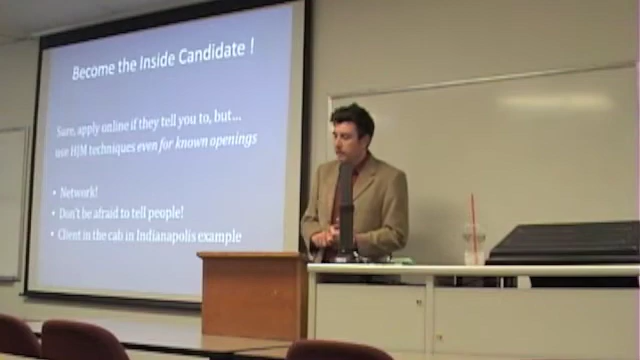 Become the Inside Candidate !
Sure, apply online if they tell you to, but…
use HJM techniques even for known openings
• Network!
• Don't be afraid to tell people!
• Client in the cab in Indianapolis example